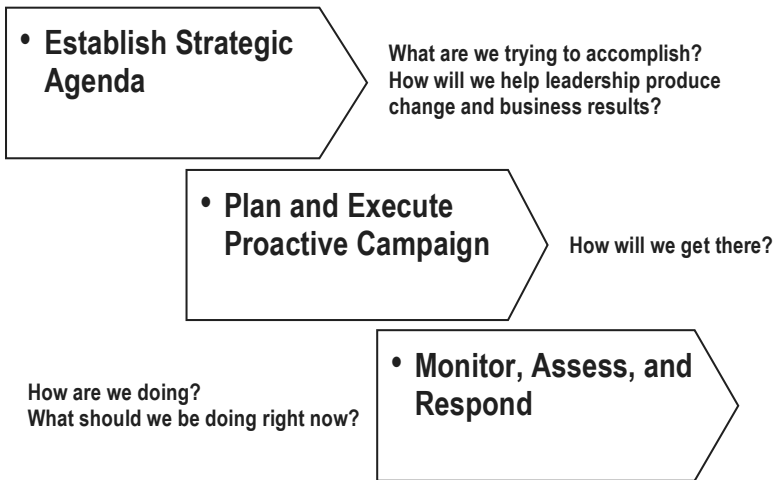 • Establish Strategic
Agenda
What are we trying to accomplish?
How will we help leadership produce
change and business results?
• Plan and Execute
Proactive Campaign
How will we get there?
• Monitor, Assess, and
Respond
How are we doing?
What should we be doing right now?